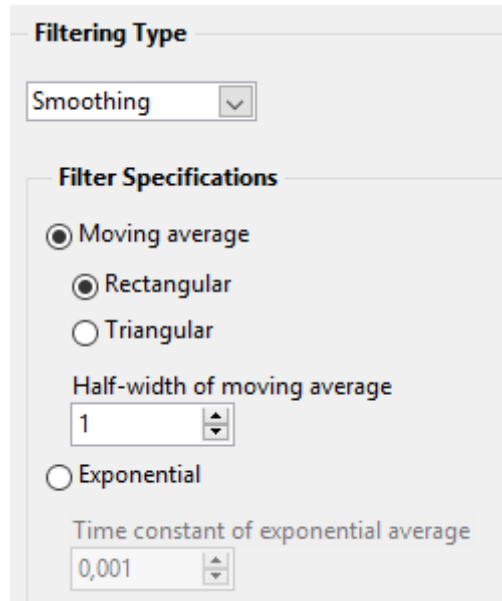 Filtering Type
Smoothing
Filter Specifications
Moving average
Rectangular
Triangular
Half-width of moving average
1
Exponential
Time constant of exponential average
0,001